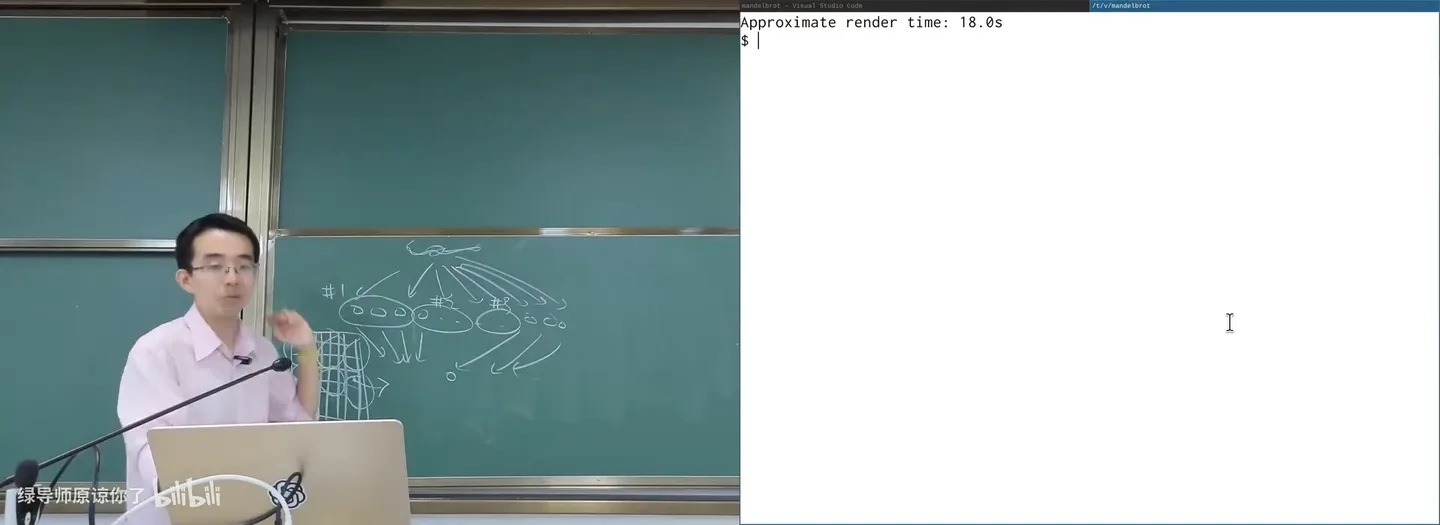 mandelbrot - Visual Studio Code
/t/v/mandelbrot
Approximate render time: 18.0s
$
#1
#2
绿导师原谅你了 bilibili